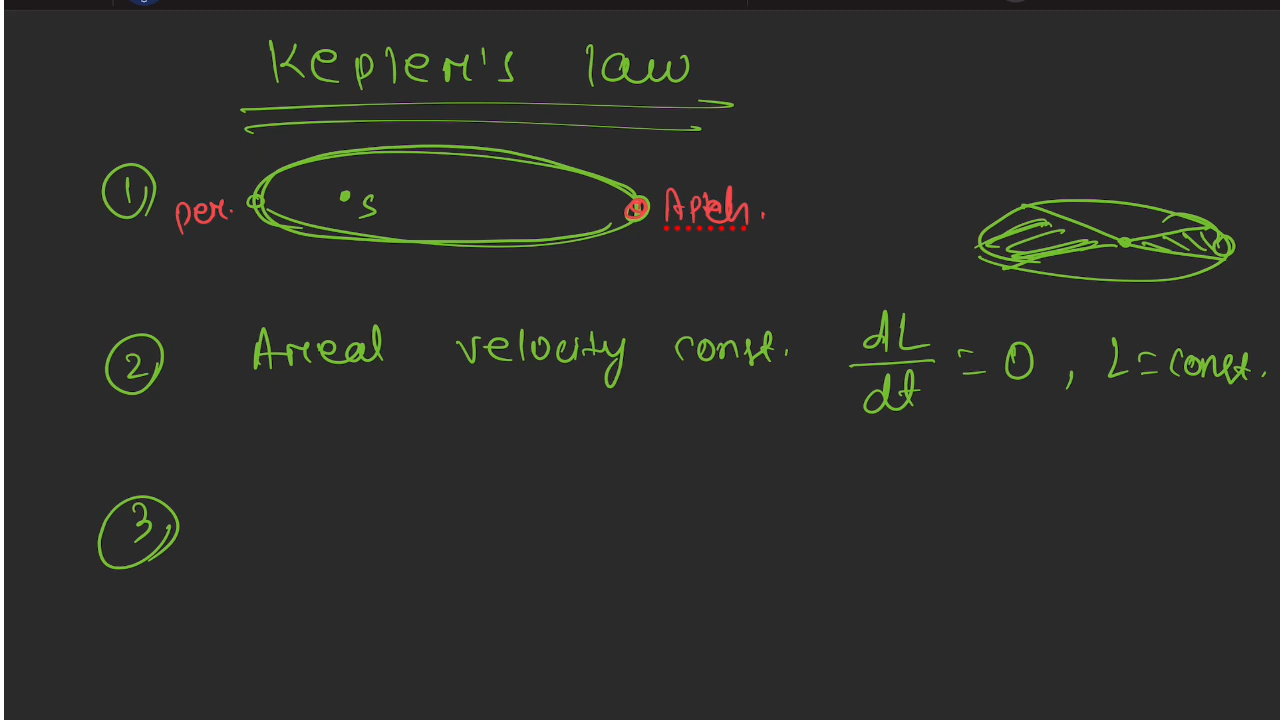 Kepler's law
1
per.
s
Apeh.
2 Areal velocity const. dL/dt = 0, L = const.
3